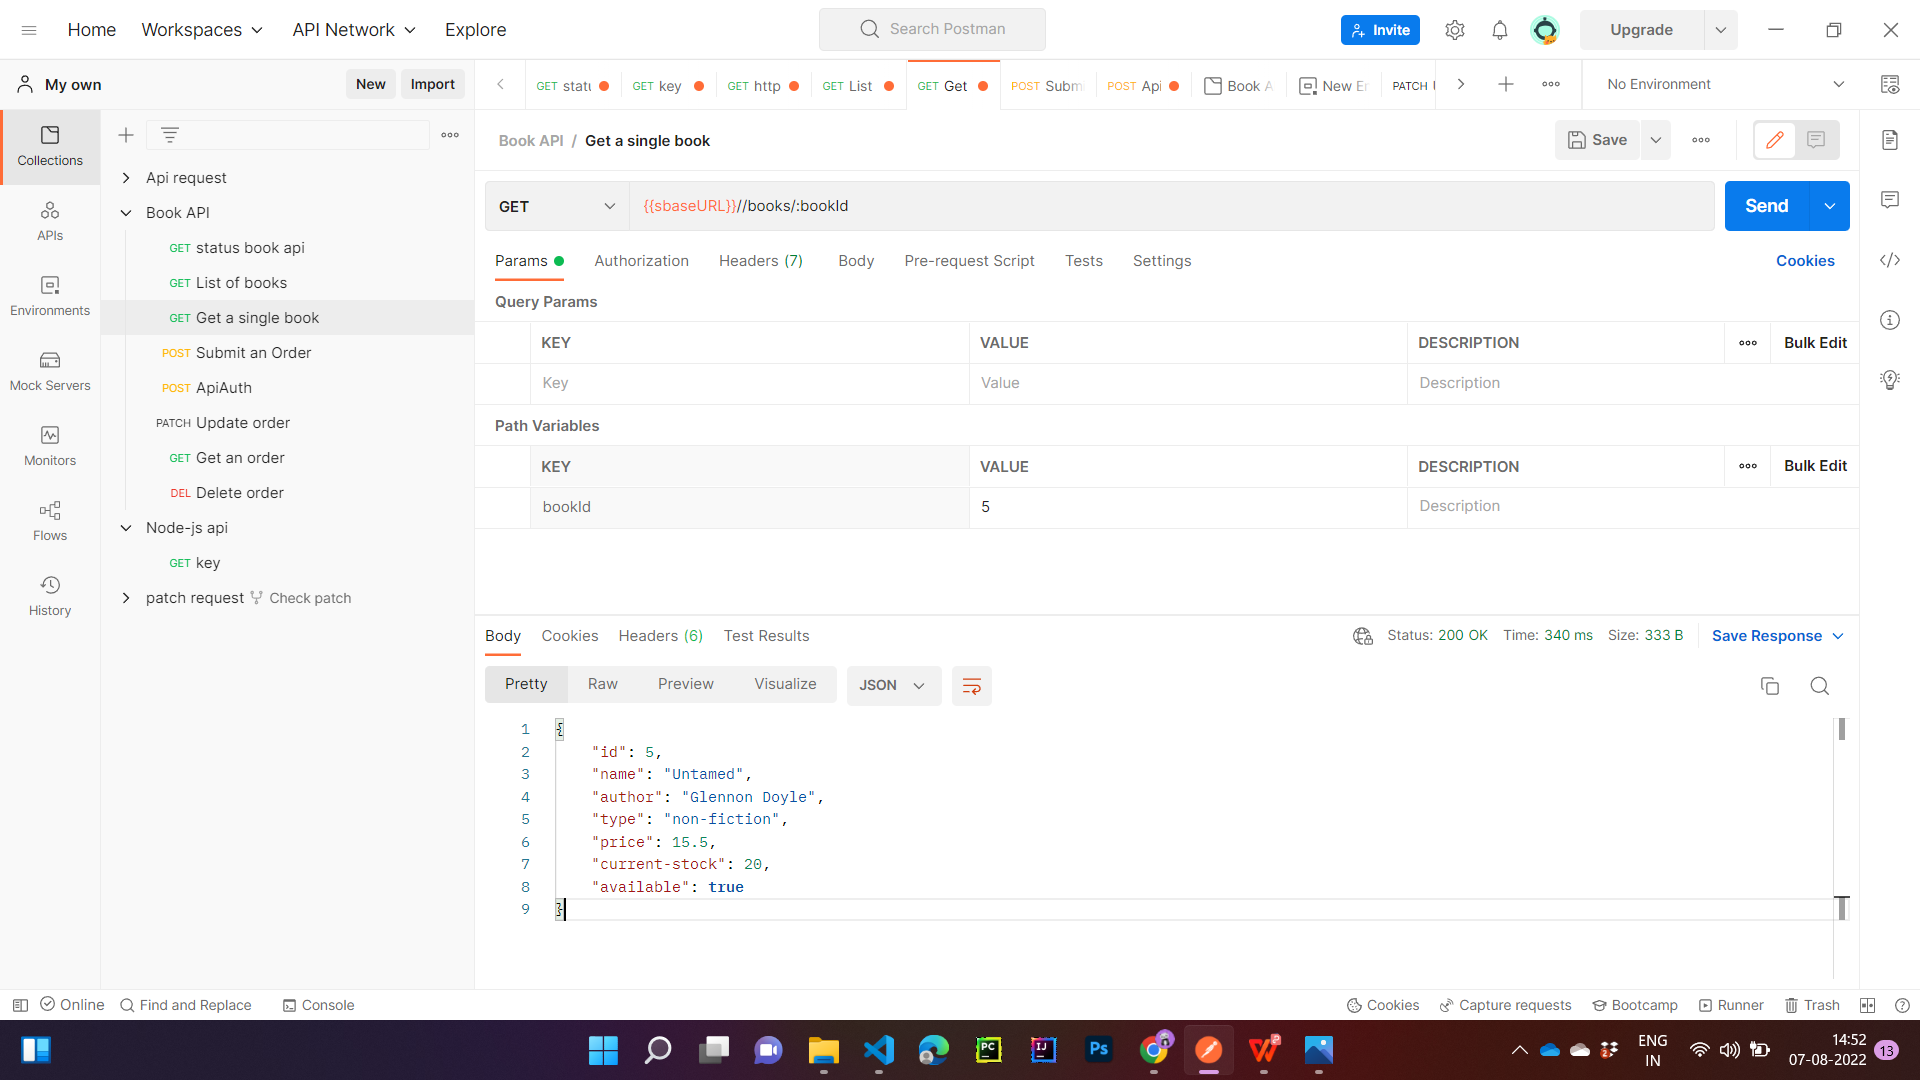 Home
Workspaces
API Network
Explore
Search Postman
Invite
Upgrade
My own
New
Import
GET statu
GET key
GET http
GET List
GET Get
POST Subm
POST Api
Book A
New En
PATCH
No Environment
Collections
APIs
Environments
Mock Servers
Monitors
Flows
History
Api request
Book API
GET status book api
GET List of books
GET Get a single book
POST Submit an Order
POST ApiAuth
PATCH Update order
GET Get an order
DEL Delete order
Node-js api
GET key
patch request Check patch
Book API / Get a single book
Save
GET
{{sbaseURL}}//books/:bookId
Send
Params
Authorization
Headers (7)
Body
Pre-request Script
Tests
Settings
Cookies
Query Params
KEY VALUE DESCRIPTION Bulk Edit
Key Value Description
Path Variables
KEY VALUE DESCRIPTION Bulk Edit
bookId 5 Description
Body Cookies Headers (6) Test Results
Status: 200 OK Time: 340 ms Size: 333 B Save Response
Pretty Raw Preview Visualize JSON
1 {
2 "id": 5,
3 "name": "Untamed",
4 "author": "Glennon Doyle",
5 "type": "non-fiction",
6 "price": 15.5,
7 "current-stock": 20,
8 "available": true
9 }
Online Find and Replace Console
Cookies Capture requests Bootcamp Runner Trash
PC
IJ
Ps
2
ENG
IN
14:52
07-08-2022
13